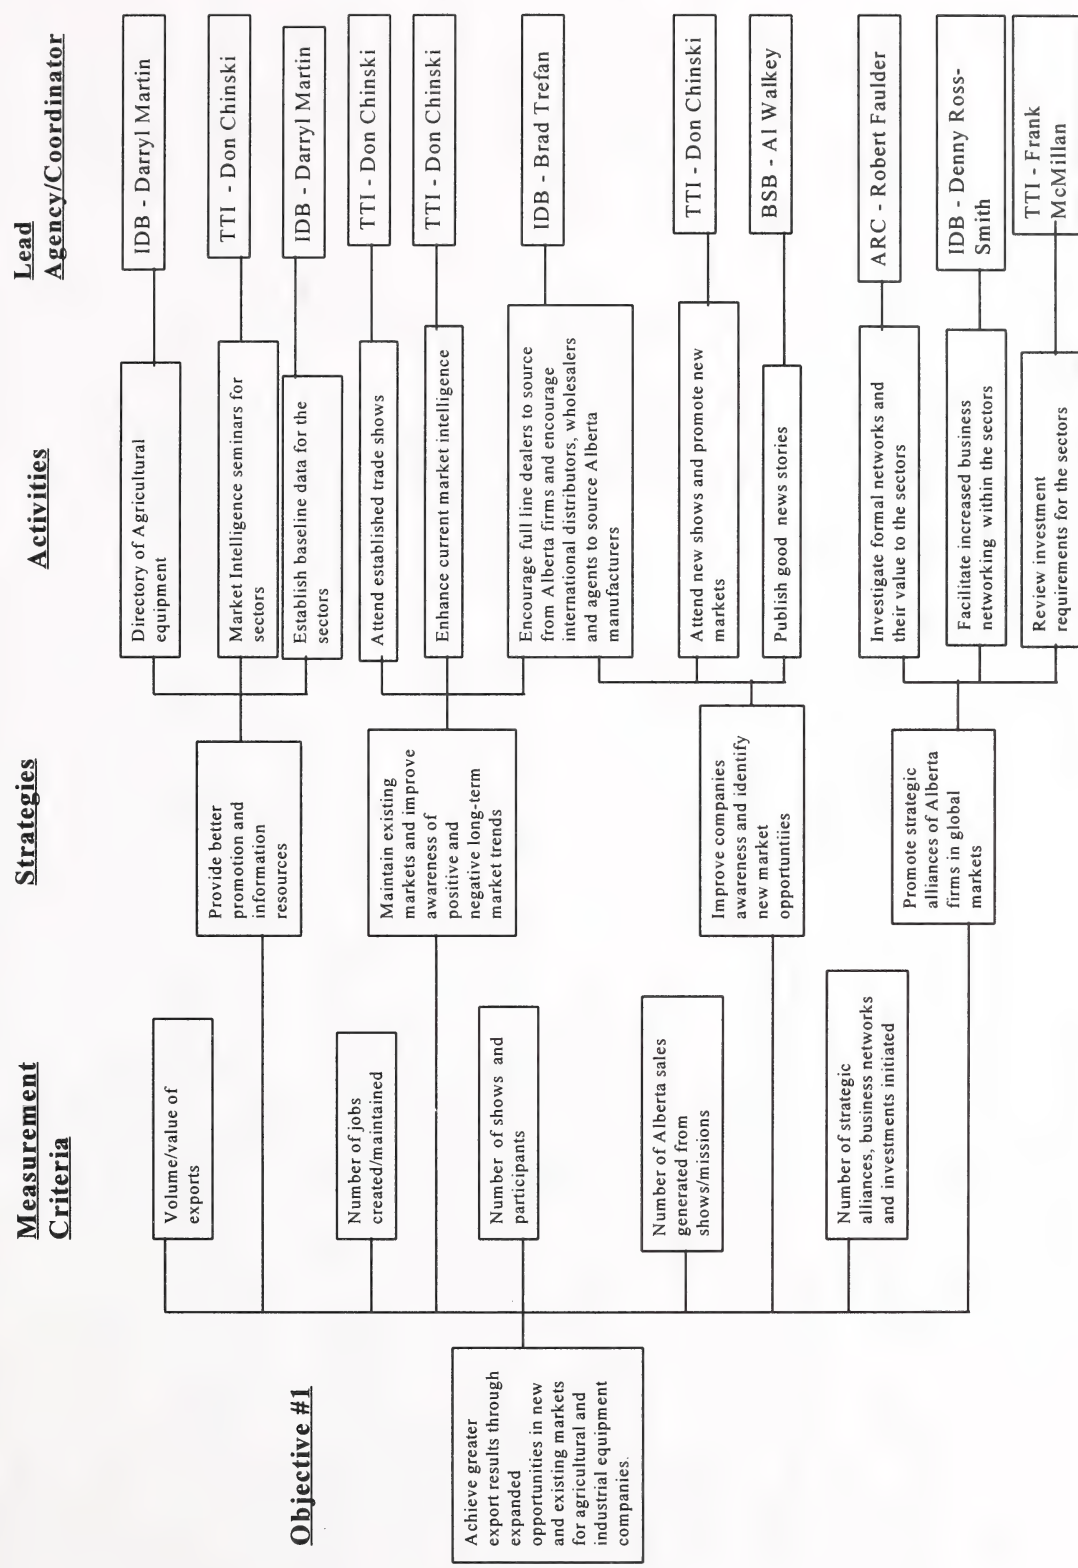 Objective #1
Achieve greater
export results through
expanded
opportunities in new
and existing markets
for agricultural and
industrial equipment
companies.
Measurement
Criteria
Volume/value of
exports
Number of jobs
created/maintained
Number of shows and
participants
Number of Alberta sales
generated from
shows/missions
Number of strategic
alliances, business networks
and investments initiated
Strategies
Provide better
promotion and
information
resources
Maintain existing
markets and improve
awareness of
positive and
negative long-term
market trends
Improve companies
awareness and identify
new market
opportuntiies
Promote strategic
alliances of Alberta
firms in global
markets
Activities
Directory of Agricultural
equipment
Market Intelligence seminars for
sectors
Establish baseline data for the
sectors
Attend established trade shows
Enhance current market intelligence
Encourage full line dealers to source
from Alberta firms and encourage
international distributors, wholesalers
and agents to source Alberta
manufacturers
Attend new shows and promote new
markets
Publish good news stories
Investigate formal networks and
their value to the sectors
Facilitate increased business
networking within the sectors
Review investment
requirements for the sectors
Lead
Agency/Coordinator
IDB - Darryl Martin
TTI - Don Chinski
IDB - Darryl Martin
TTI - Don Chinski
TTI - Don Chinski
IDB - Brad Trefan
TTI - Don Chinski
BSB - Al Walkey
ARC - Robert Faulder
IDB - Denny Ross-
Smith
TTI - Frank
McMillan